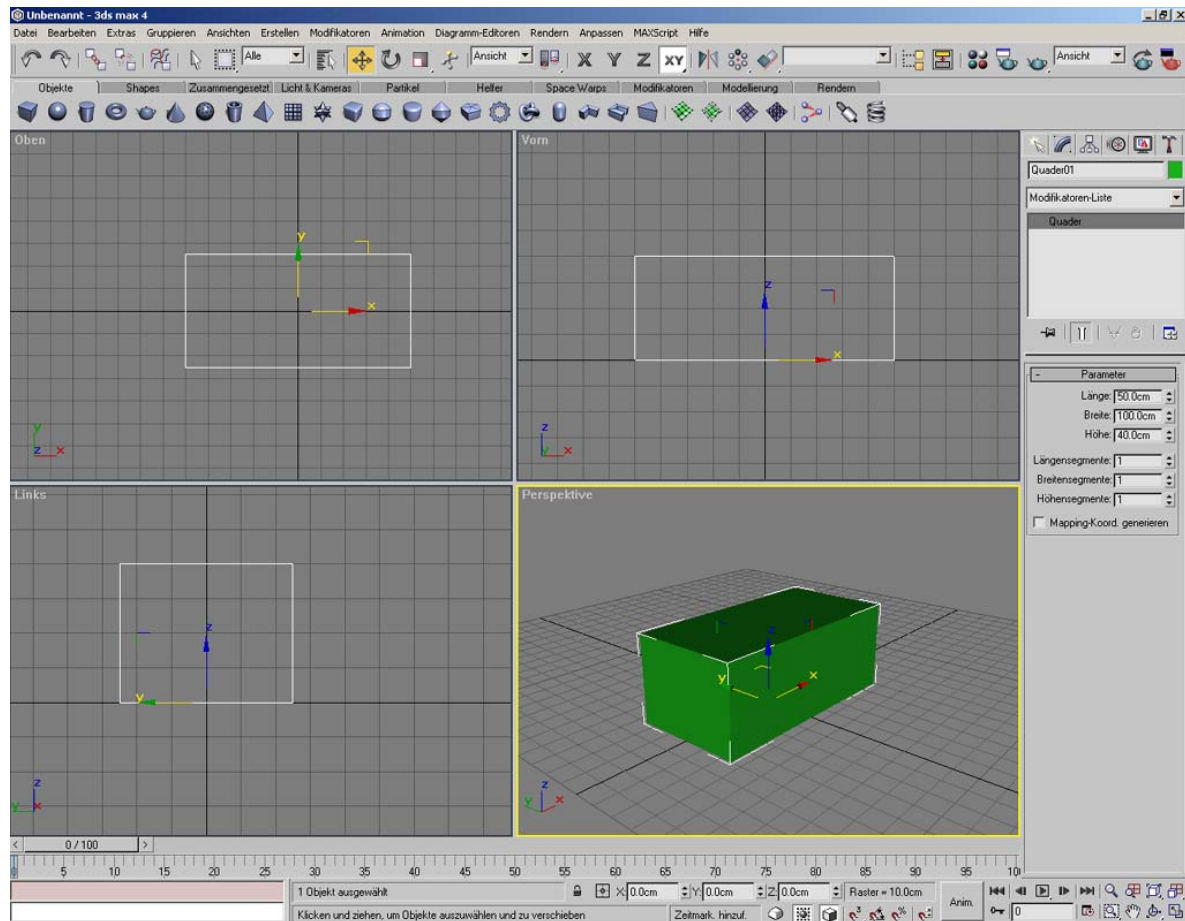 Unbenannt - 3ds max 4
Datei Bearbeiten Extras Gruppieren Ansichten Erstellen Modifikatoren Animation Diagramm-Editoren Rendern Anpassen MAXScript Hilfe
Alle Ansicht X Y Z XY Ansicht
Objekte Shapes Zusammengesetzt Licht & Kameras Partikel Helfer Space Warps Modifikatoren Modellierung Rendern
Oben
y
x
y
z x
Vorn
z
x
z
y x
Quader01
Modifikatoren-Liste
Quader
- Parameter
Länge: 50.0cm
Breite: 100.0cm
Höhe: 40.0cm
Längensegmente: 1
Breitensegmente: 1
Höhensegmente: 1
Mapping-Koord. generieren
Links
z
y
z
y x
Perspektive
z
y x
z
y x
< 0 / 100 >
0 5 10 15 20 25 30 35 40 45 50 55 60 65 70 75 80 85 90 95 100
1 Objekt ausgewählt X: 0.0cm Y: 0.0cm Z: 0.0cm Raster = 10.0cm
Klicken und ziehen, um Objekte auszuwählen und zu verschieben Zeitmark. hinzuf. Anim. 0